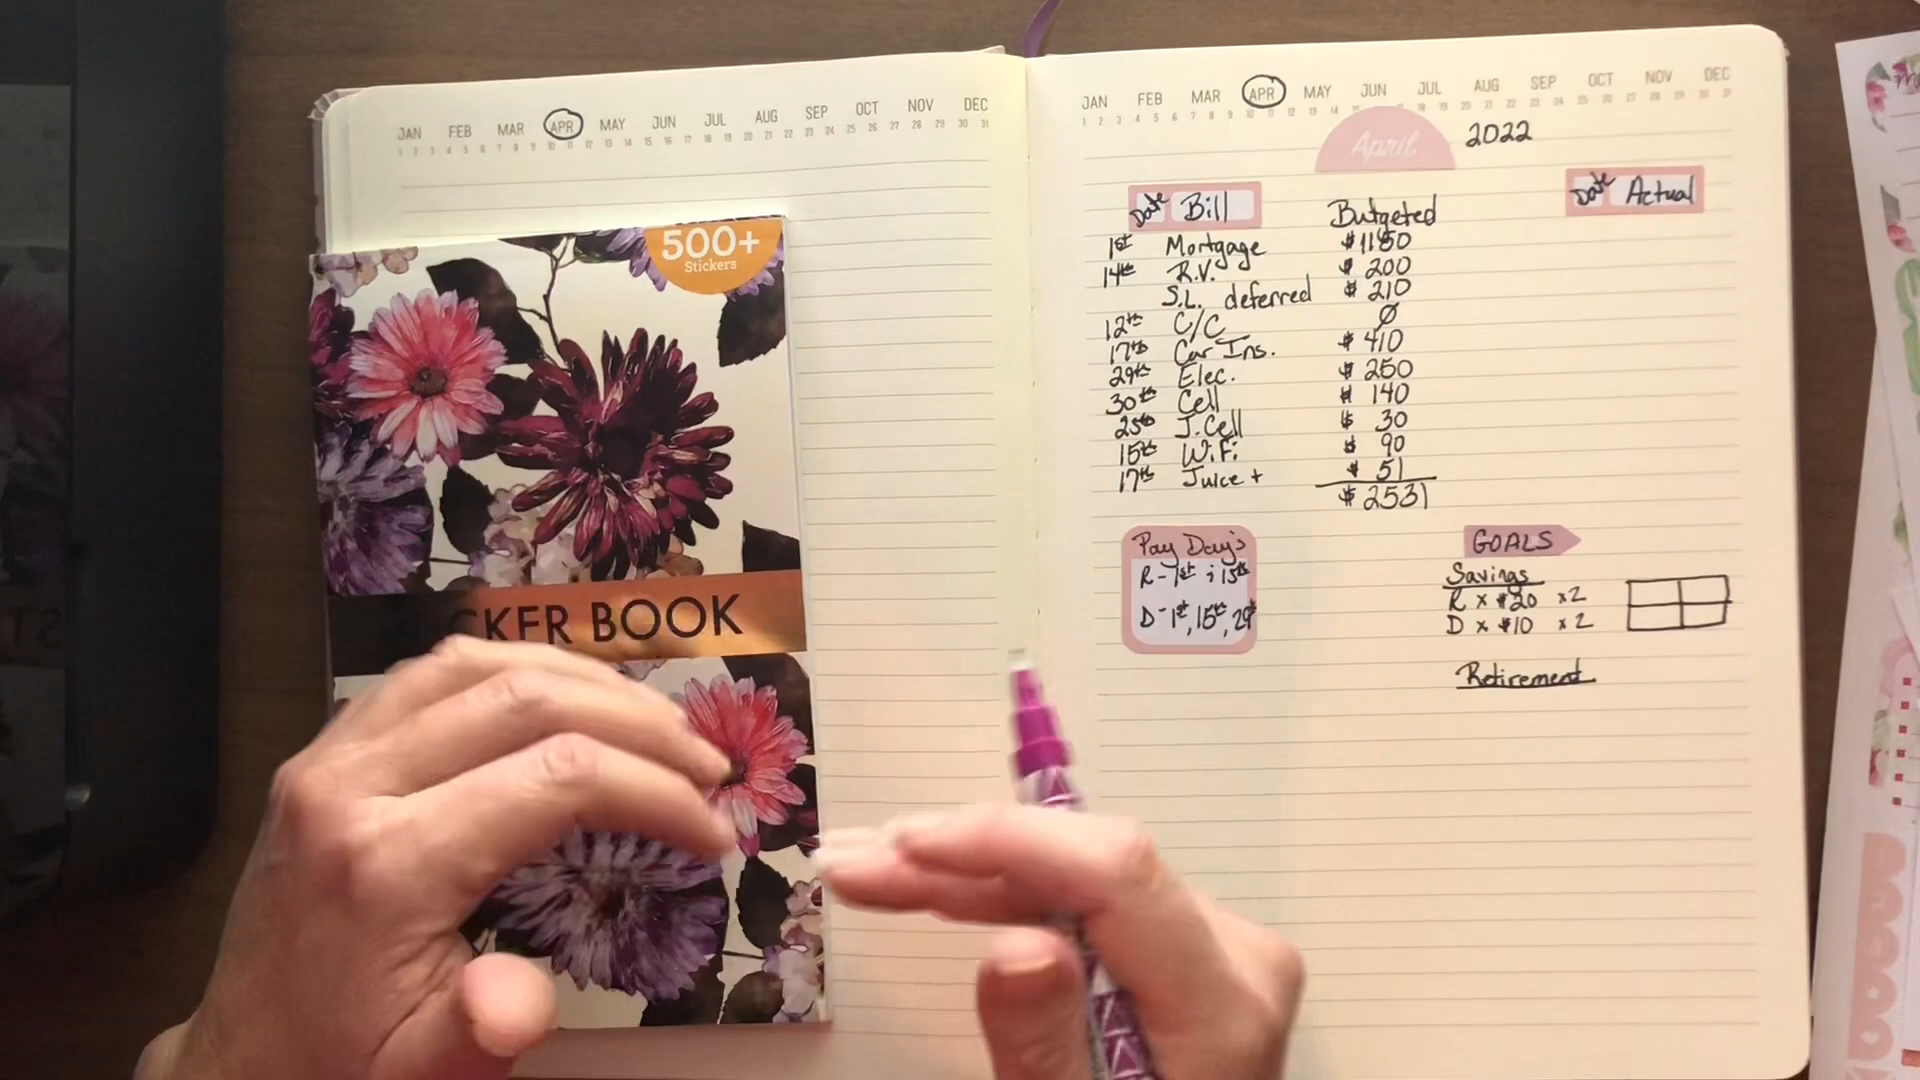 JAN FEB MAR APR MAY JUN JUL AUG SEP OCT NOV DEC
500+
Stickers
CKER BOOK
JAN FEB MAR APR MAY JUN JUL AUG SEP OCT NOV DEC
April 2022
Date Bill Budgeted Date Actual
1st Mortgage $1150
14th R.V. $ 200
S.L. deferred $ 210
12th C/C Ø
17th Car Ins. $ 410
29th Elec. $ 250
30th Cell $ 140
25th J.Cell $ 30
15th WiFi $ 90
17th Juice + $ 51
$ 2531
Pay Day's
R - 1st ; 15th
D - 1st, 15th, 29th
GOALS
Savings
R x $20 x2
D x $10 x2
Retirement